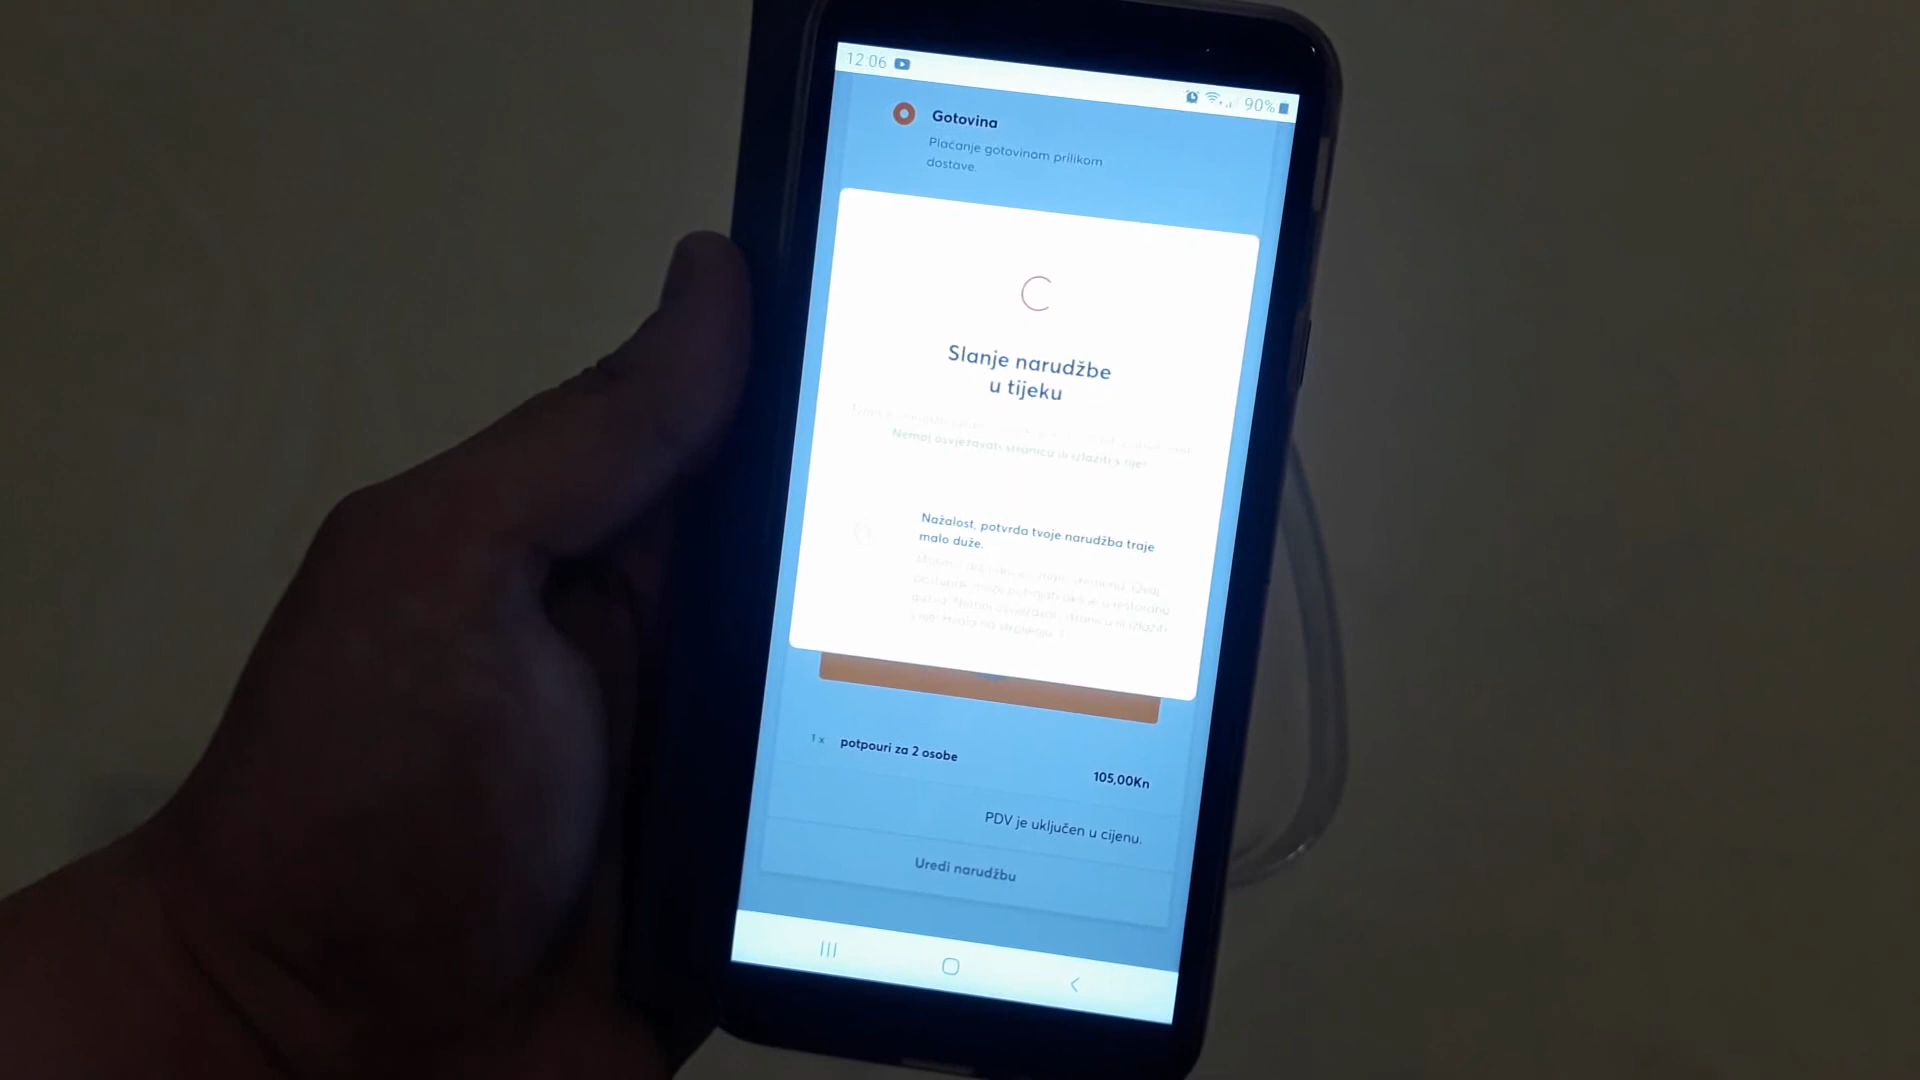 12:06
90%
Gotovina
Plaćanje gotovinom prilikom
dostave.
Slanje narudžbe
u tijeku
Nemoj osvježavati stranicu ili izlaziti s nje!
Nažalost, potvrda tvoje narudžba traje
malo duže.
1 x potpouri za 2 osobe
105,00Kn
PDV je uključen u cijenu.
Uredi narudžbu